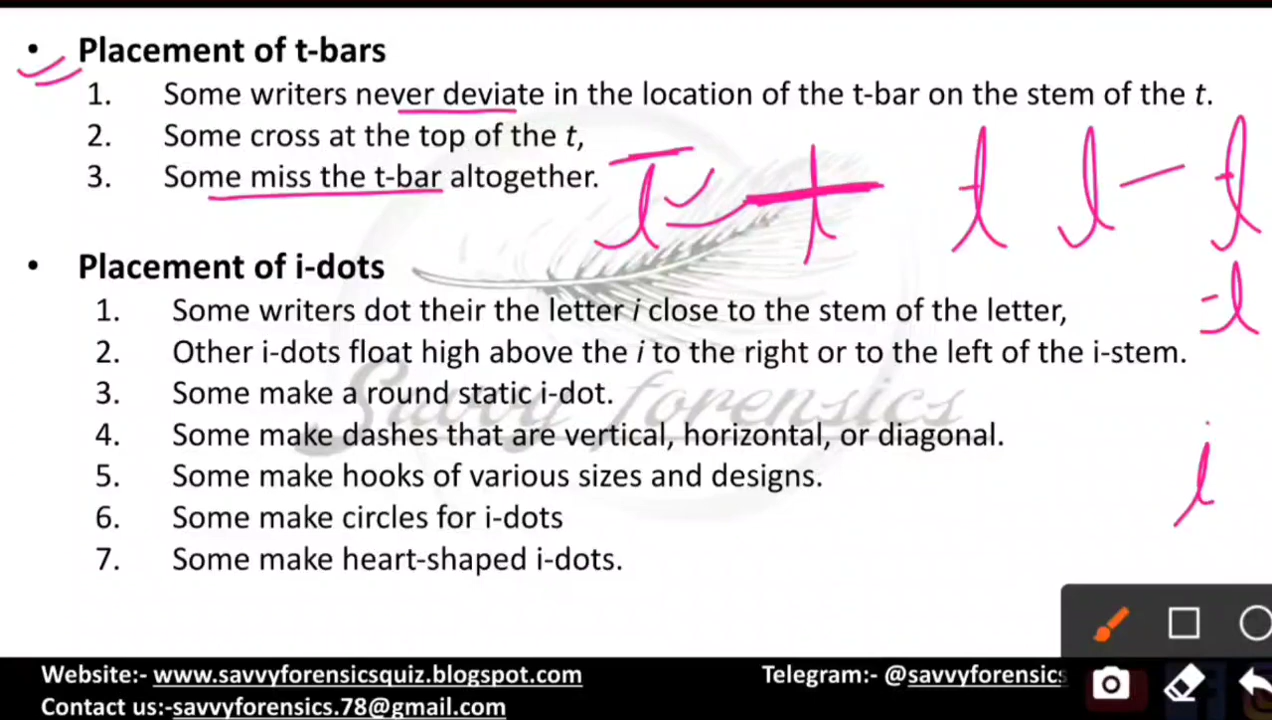 • Placement of t-bars
1. Some writers never deviate in the location of the t-bar on the stem of the t.
2. Some cross at the top of the t,
3. Some miss the t-bar altogether.
t t t t t
t
• Placement of i-dots
1. Some writers dot their the letter i close to the stem of the letter,
2. Other i-dots float high above the i to the right or to the left of the i-stem.
3. Some make a round static i-dot.
Savvy forensics
4. Some make dashes that are vertical, horizontal, or diagonal.
5. Some make hooks of various sizes and designs.
i
6. Some make circles for i-dots
7. Some make heart-shaped i-dots.
Website:- www.savvyforensicsquiz.blogspot.com Telegram:- @savvyforensics
Contact us:-savvyforensics.78@gmail.com